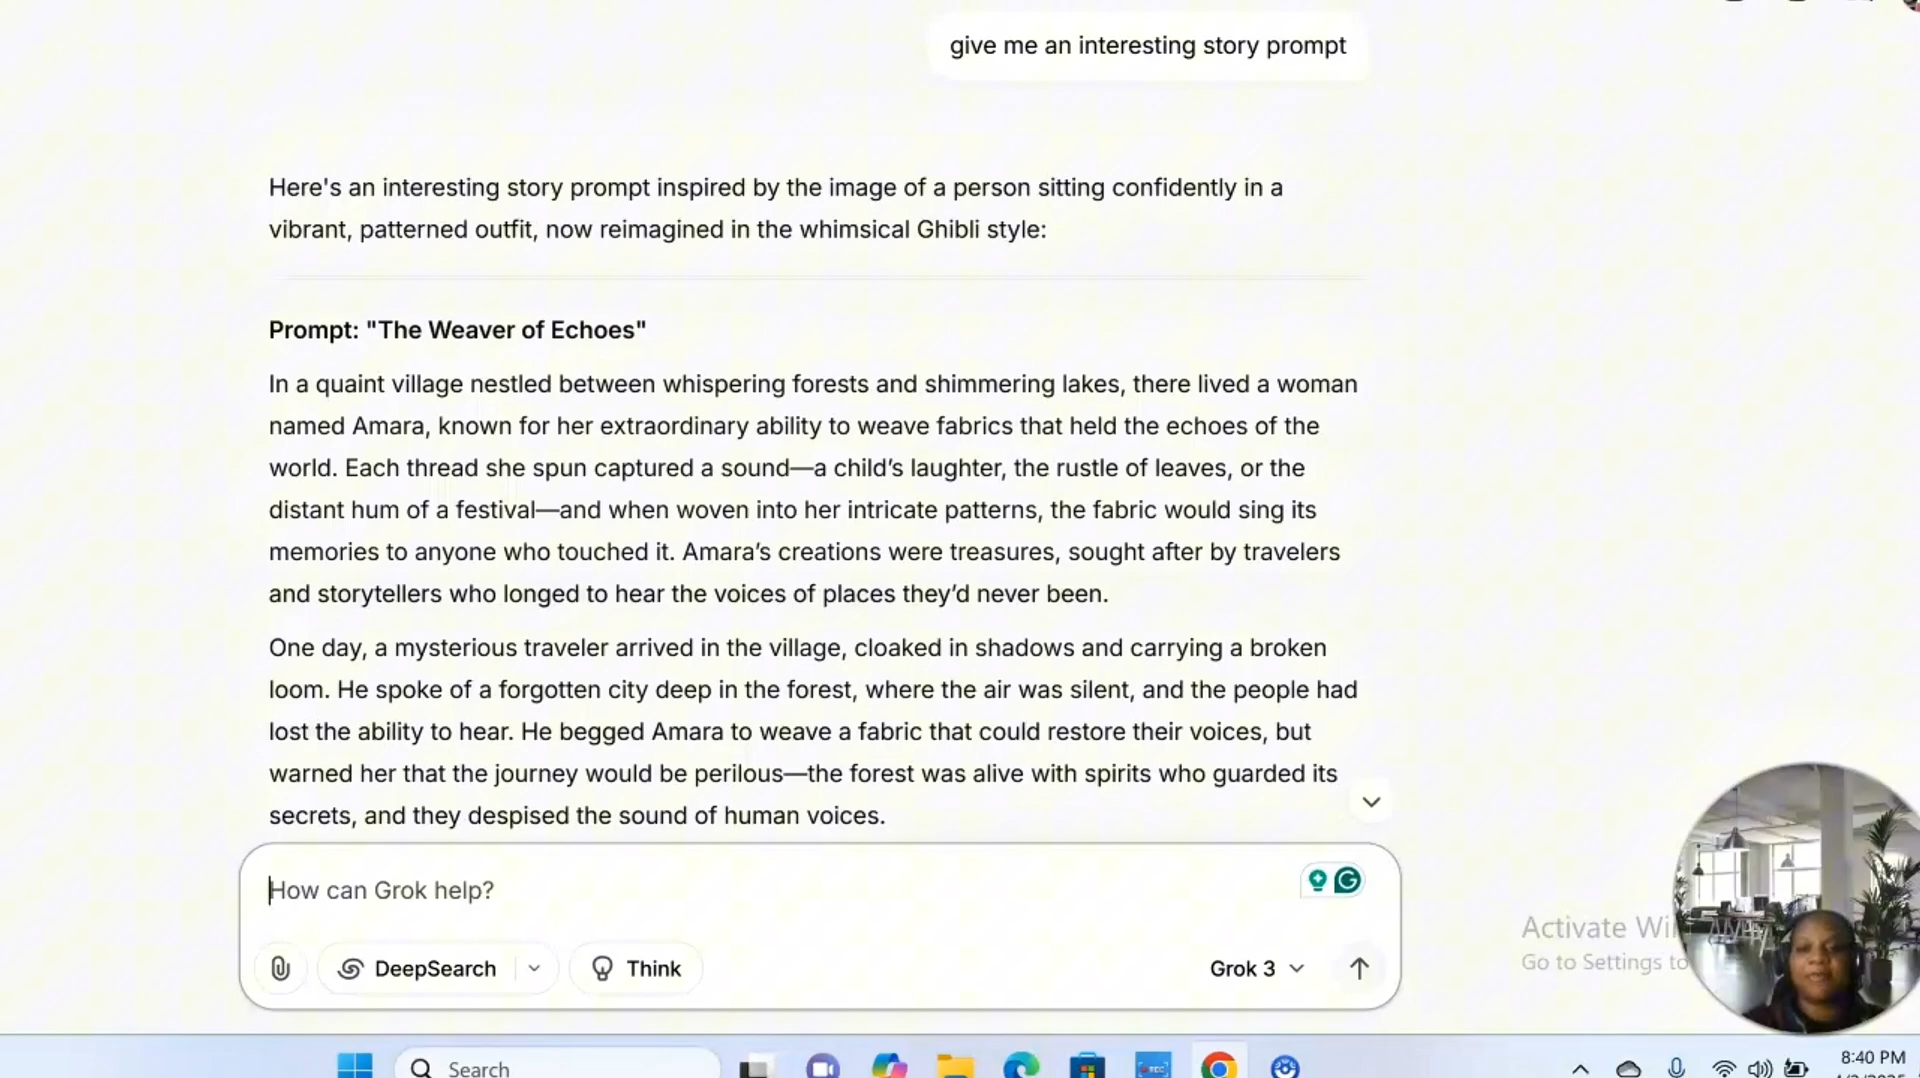 give me an interesting story prompt
Here's an interesting story prompt inspired by the image of a person sitting confidently in a
vibrant, patterned outfit, now reimagined in the whimsical Ghibli style:
Prompt: "The Weaver of Echoes"
In a quaint village nestled between whispering forests and shimmering lakes, there lived a woman
named Amara, known for her extraordinary ability to weave fabrics that held the echoes of the
world. Each thread she spun captured a sound—a child’s laughter, the rustle of leaves, or the
distant hum of a festival—and when woven into her intricate patterns, the fabric would sing its
memories to anyone who touched it. Amara’s creations were treasures, sought after by travelers
and storytellers who longed to hear the voices of places they’d never been.
One day, a mysterious traveler arrived in the village, cloaked in shadows and carrying a broken
loom. He spoke of a forgotten city deep in the forest, where the air was silent, and the people had
lost the ability to hear. He begged Amara to weave a fabric that could restore their voices, but
warned her that the journey would be perilous—the forest was alive with spirits who guarded its
secrets, and they despised the sound of human voices.
How can Grok help?
DeepSearch
Think
Grok 3
Activate Wi
Go to Settings to
Search
8:40 PM